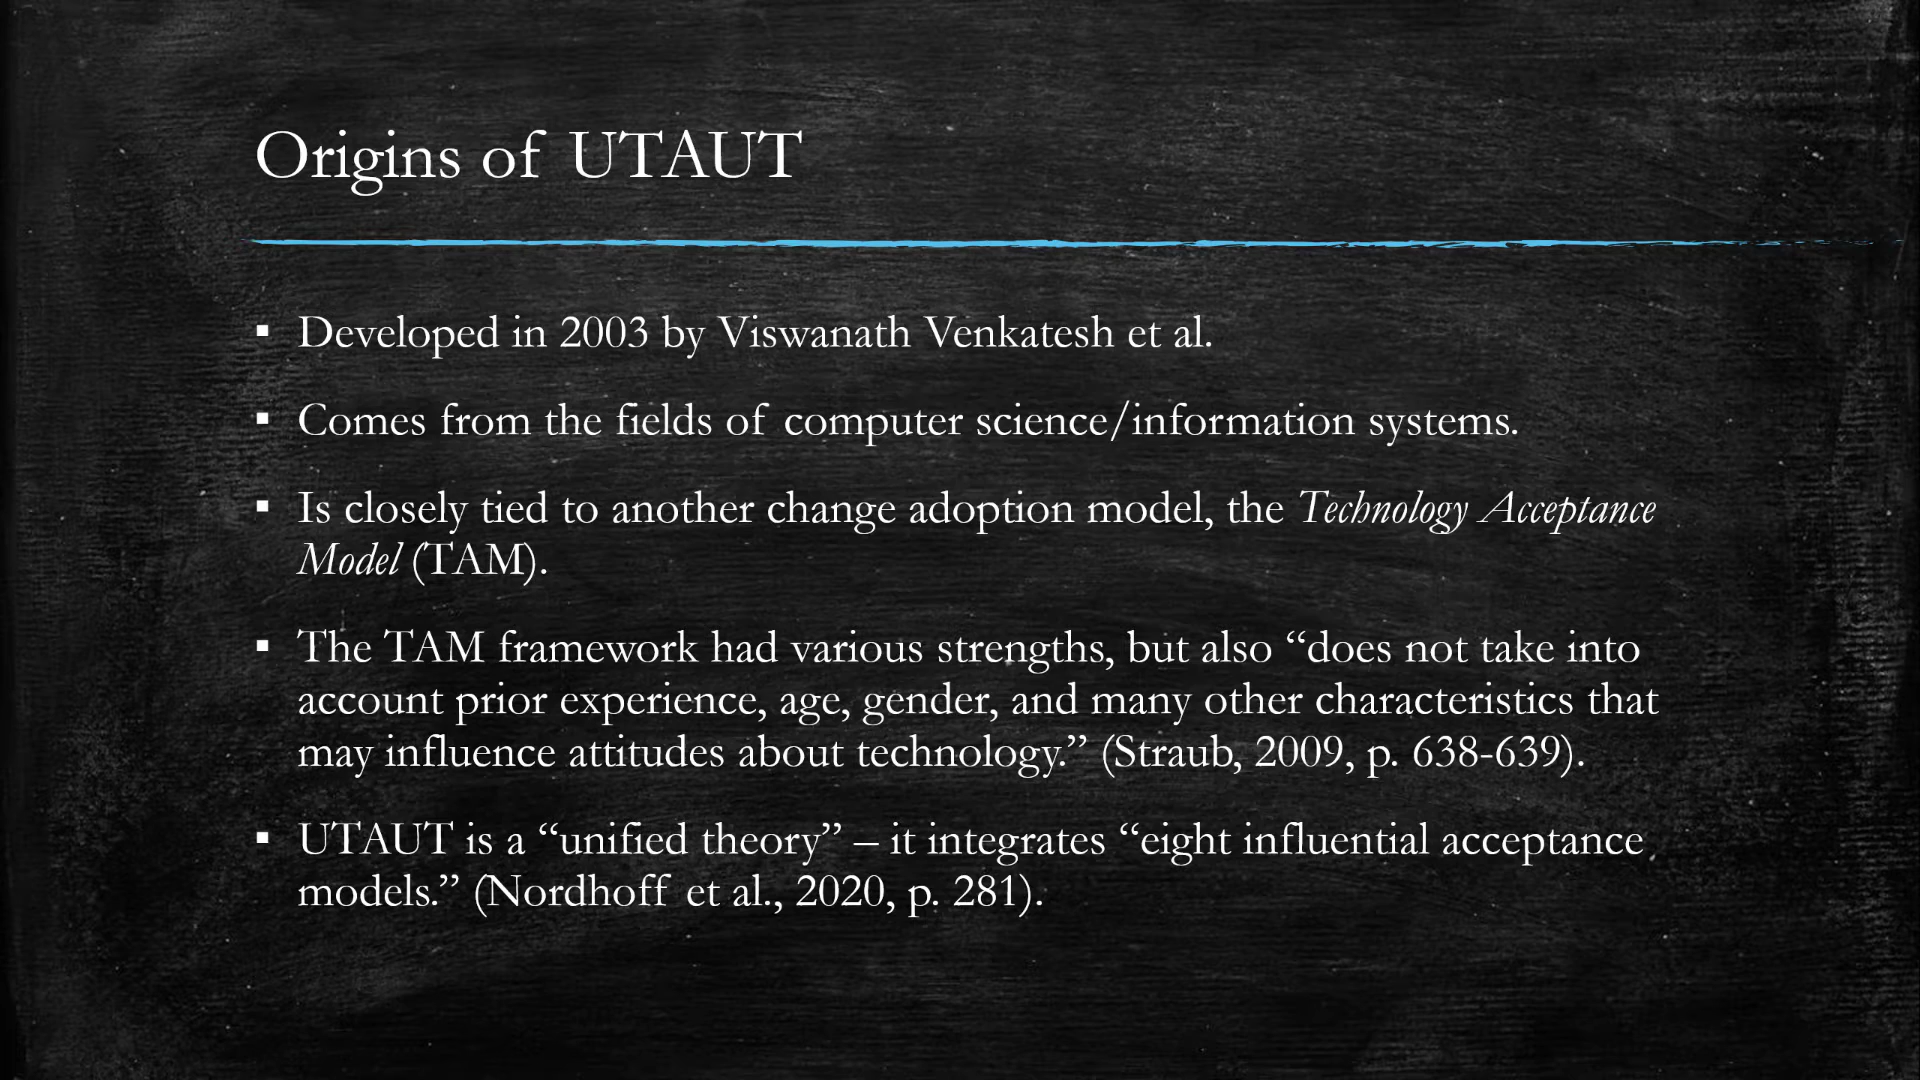 Origins of UTAUT
▪ Developed in 2003 by Viswanath Venkatesh et al.
▪ Comes from the fields of computer science/information systems.
▪ Is closely tied to another change adoption model, the Technology Acceptance
Model (TAM).
▪ The TAM framework had various strengths, but also “does not take into
account prior experience, age, gender, and many other characteristics that
may influence attitudes about technology.” (Straub, 2009, p. 638-639).
▪ UTAUT is a “unified theory” – it integrates “eight influential acceptance
models.” (Nordhoff et al., 2020, p. 281).